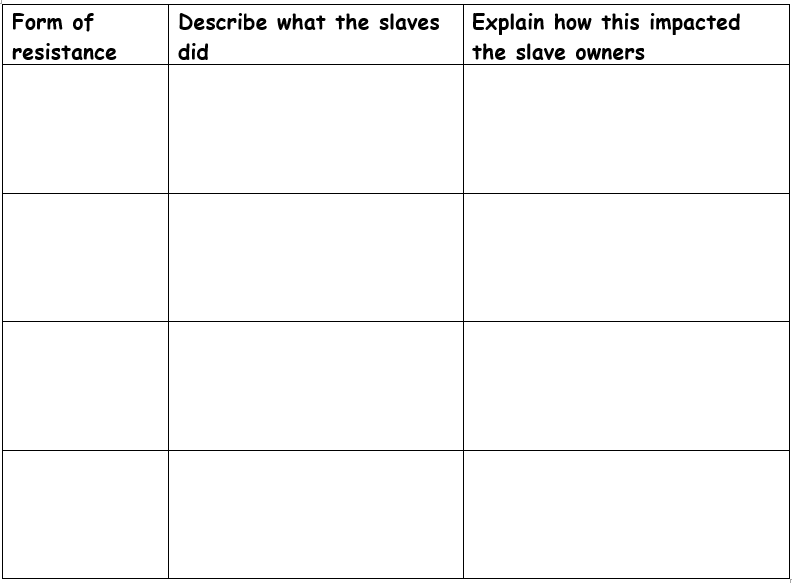 Form of
resistance
Describe what the slaves
did
Explain how this impacted
the slave owners